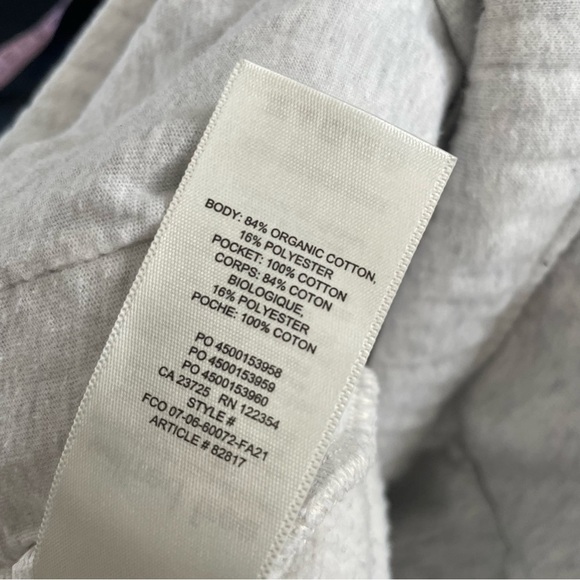 BODY: 84% ORGANIC COTTON,
16% POLYESTER
POCKET: 100% COTTON
CORPS: 84% COTON
BIOLOGIQUE,
16% POLYESTER
POCHE: 100% COTON
PO 4500153958
PO 4500153959
PO 4500153960
CA 23725 RN 122354
STYLE #
FCO 07-06-60072-FA21
ARTICLE # 82817